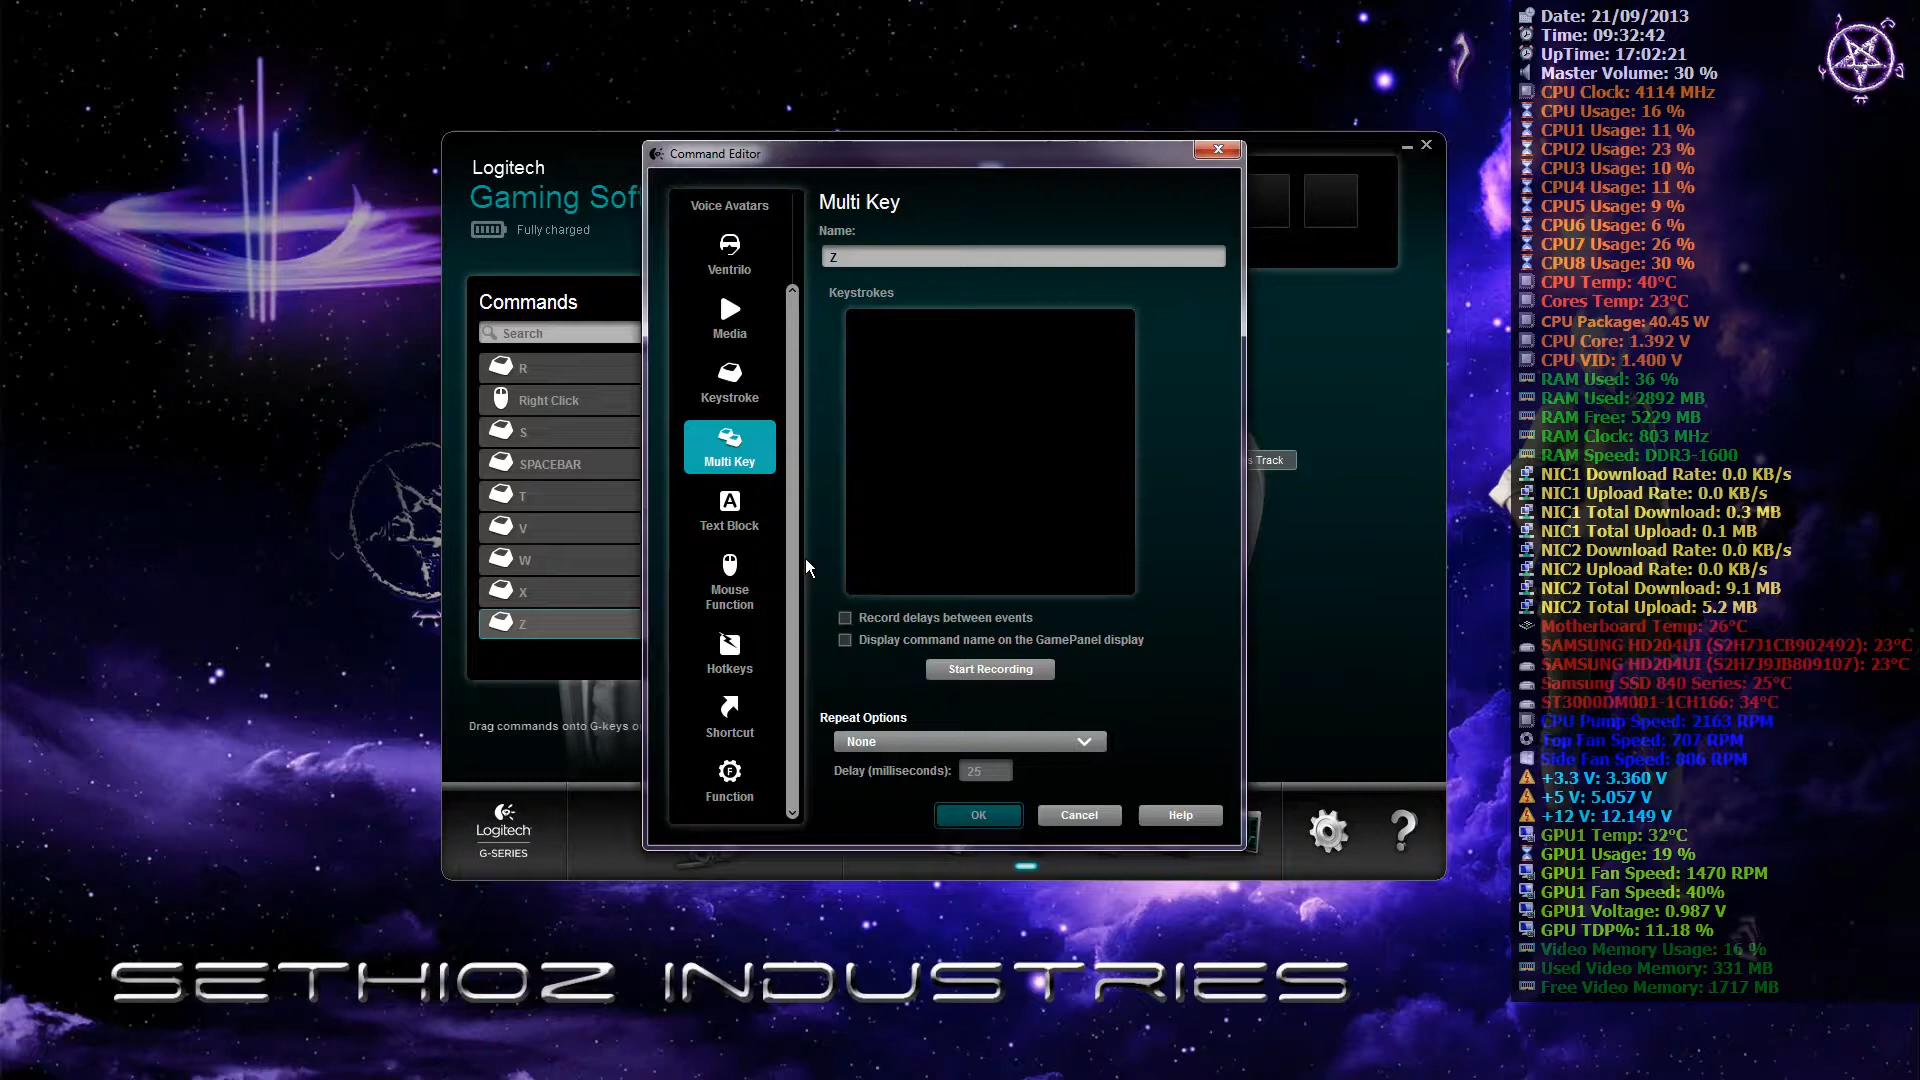 Logitech
Gaming Sof
Fully charged
Commands
Search
R
Right Click
S
SPACEBAR
T
V
W
X
Z
Drag commands onto G-keys o
Logitech
G-SERIES
Command Editor
Voice Avatars
Ventrilo
Media
Keystroke
Multi Key
A
Text Block
Mouse
Function
Hotkeys
Shortcut
F
Function
Multi Key
Name:
Z
Keystrokes
Record delays between events
Display command name on the GamePanel display
Start Recording
Repeat Options
None
Delay (milliseconds):
25
OK
Cancel
Help
s Track
?
SETHIOZ INDUSTRIES
Date: 21/09/2013
Time: 09:32:42
UpTime: 17:02:21
Master Volume: 30 %
CPU Clock: 4114 MHz
CPU Usage: 16 %
CPU1 Usage: 11 %
CPU2 Usage: 23 %
CPU3 Usage: 10 %
CPU4 Usage: 11 %
CPU5 Usage: 9 %
CPU6 Usage: 6 %
CPU7 Usage: 26 %
CPU8 Usage: 30 %
CPU Temp: 40°C
Cores Temp: 23°C
CPU Package: 40.45 W
CPU Core: 1.392 V
CPU VID: 1.400 V
RAM Used: 36 %
RAM Used: 2892 MB
RAM Free: 5229 MB
RAM Clock: 803 MHz
RAM Speed: DDR3-1600
NIC1 Download Rate: 0.0 KB/s
NIC1 Upload Rate: 0.0 KB/s
NIC1 Total Download: 0.3 MB
NIC1 Total Upload: 0.1 MB
NIC2 Download Rate: 0.0 KB/s
NIC2 Upload Rate: 0.0 KB/s
NIC2 Total Download: 9.1 MB
NIC2 Total Upload: 5.2 MB
Motherboard Temp: 26°C
SAMSUNG HD204UI (S2H7J1CB902492): 23°C
SAMSUNG HD204UI (S2H7J9JB809107): 23°C
Samsung SSD 840 Series: 25°C
ST3000DM001-1CH166: 34°C
CPU Pump Speed: 2163 RPM
Top Fan Speed: 707 RPM
Side Fan Speed: 806 RPM
+3.3 V: 3.360 V
+5 V: 5.057 V
+12 V: 12.149 V
GPU1 Temp: 32°C
GPU1 Usage: 19 %
GPU1 Fan Speed: 1470 RPM
GPU1 Fan Speed: 40%
GPU1 Voltage: 0.987 V
GPU TDP%: 11.18 %
Video Memory Usage: 16 %
Used Video Memory: 331 MB
Free Video Memory: 1717 MB